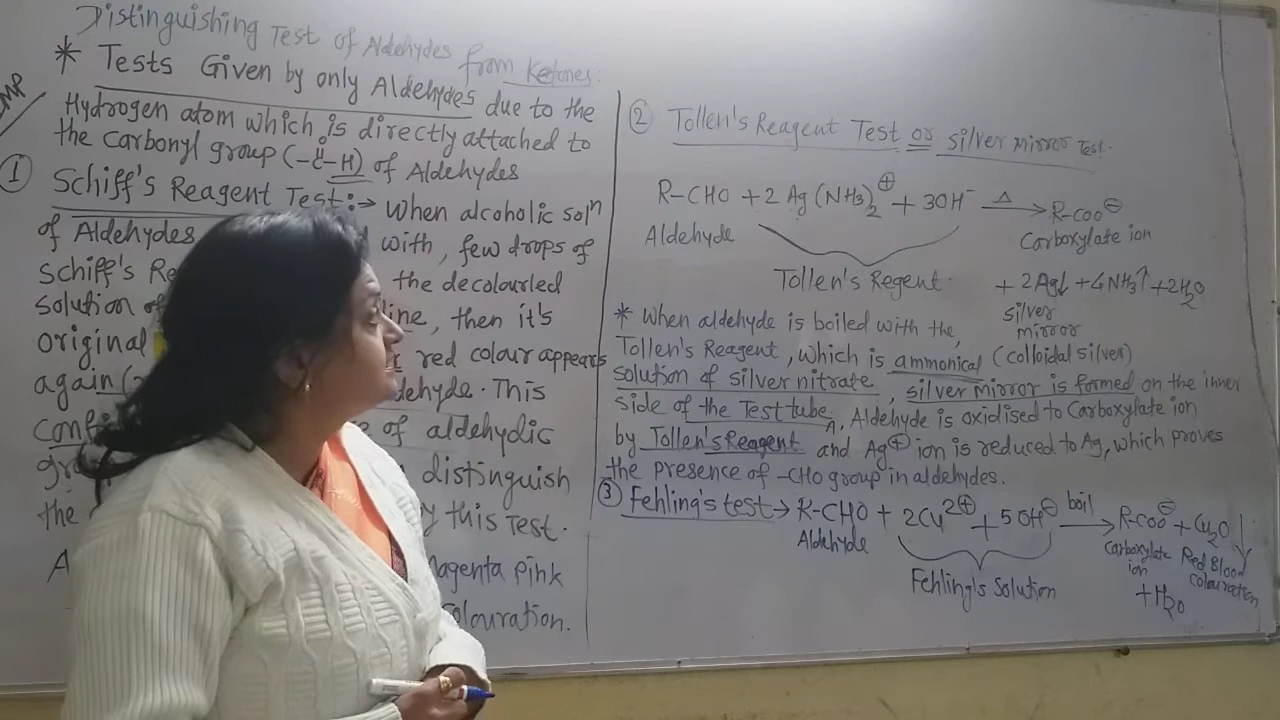 Distinguishing Test of Aldehydes from Ketones.
IMP
* Tests Given by only Aldehydes due to the
Hydrogen atom which is directly attached to
the Carbonyl group (-C-H) of Aldehydes
O
① Schiff's Reagent Test:→ When alcoholic solⁿ
of Aldehydes with, few drops of
Schiff's Re the decolourled
solution of line, then it's
original red colour appears
again ( dehyde. This
Conf e of aldehydic
gr distinguish
the y this Test.
A magenta pink
colouration.
② Tollen's Reagent Test or silver mirror Test.
R-CHO + 2 Ag(NH₃)₂⊕ + 3OH⁻ —Δ→ R-COO⊖
Aldehyde Carboxylate ion
Tollen's Regent. + 2Ag↓ + 4NH₃↑ + 2H₂O
silver
mirror
* When aldehyde is boiled with the,
Tollen's Reagent, which is ammonical (colloidal silver)
solution of silver nitrate, silver mirror is formed on the inner
side of the Test tube. Aldehyde is oxidised to Carboxylate ion
by Tollen's Reagent and Ag⊕ ion is reduced to Ag, which proves
the presence of -CHO group in aldehydes.
③ Fehling's test → R-CHO + 2Cu²⊕ + 5OH⊖ —boil→ R-COO⊖ + Cu₂O↓
Aldehyde Carboxylate ion Red Blood colouration
Fehling's Solution + H₂O